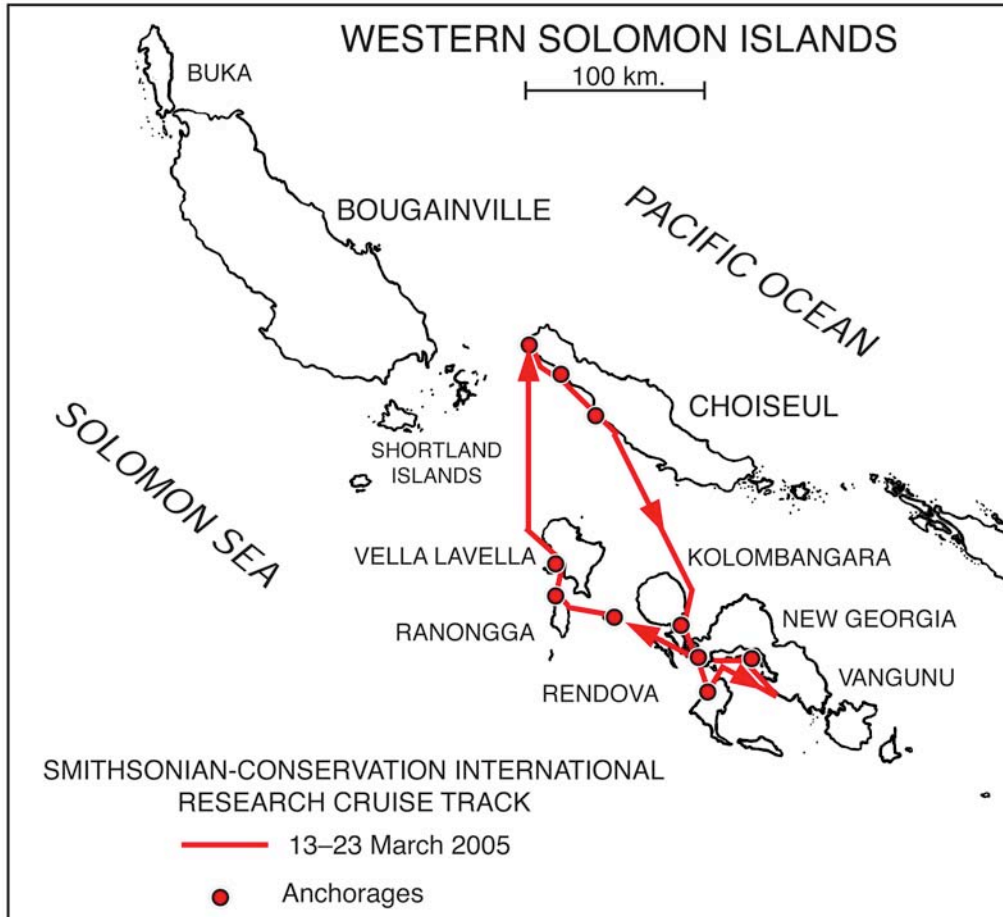 WESTERN SOLOMON ISLANDS
100 km.
BUKA
BOUGAINVILLE
PACIFIC OCEAN
CHOISEUL
SOLOMON SEA
SHORTLAND
ISLANDS
VELLA LAVELLA
KOLOMBANGARA
RANONGGA
NEW GEORGIA
RENDOVA
VANGUNU
SMITHSONIAN-CONSERVATION INTERNATIONAL
RESEARCH CRUISE TRACK
13–23 March 2005
Anchorages